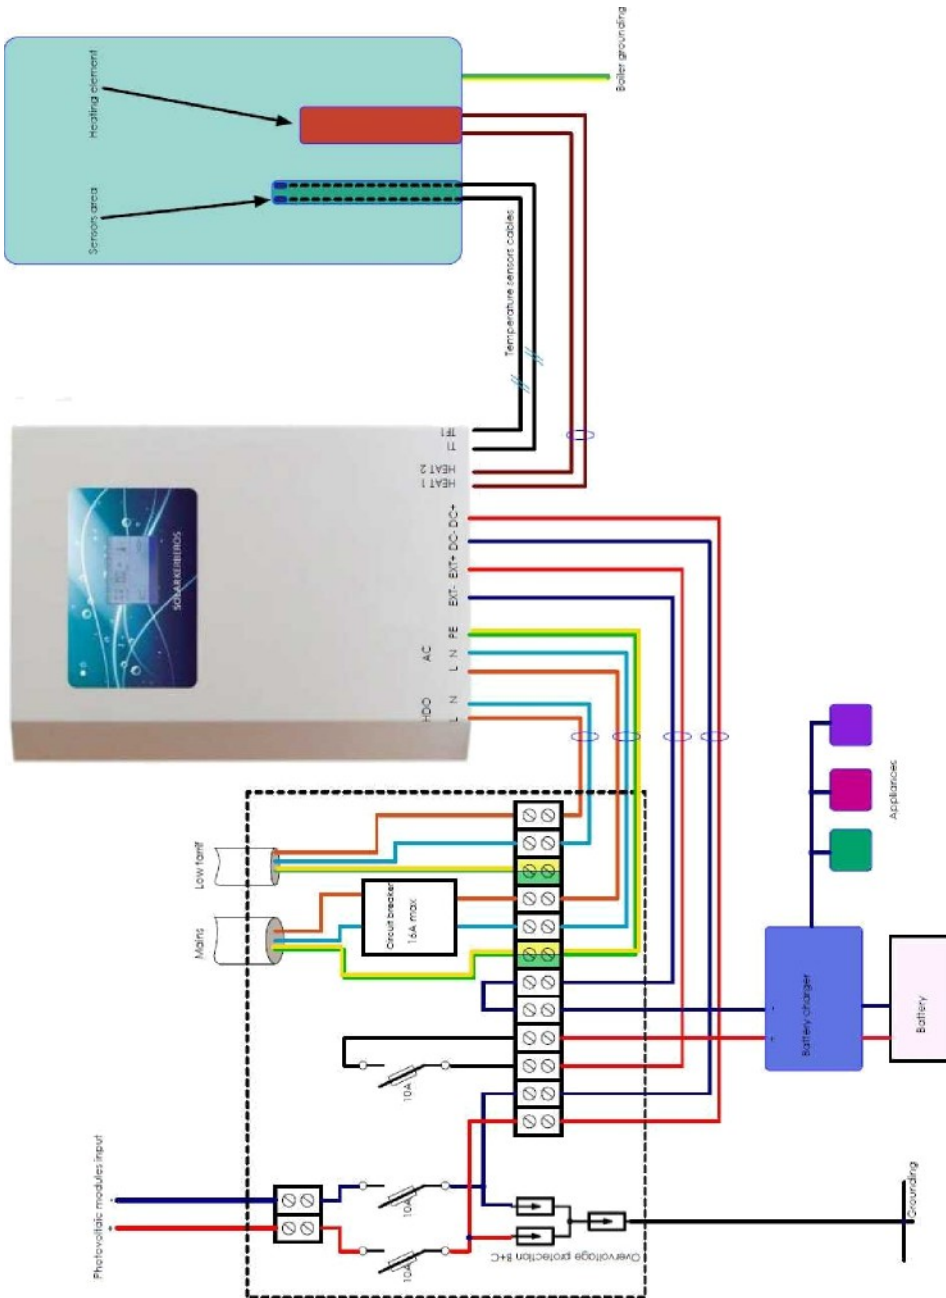 Boiler grounding
Heating element
Sensors area
Temperature sensors cables
TF1
T1
HEAT 2
HEAT 1
DC+
DC-
EXT+
EXT-
PE
AC
N
L
HDO
N
L
SOLARKERBEROS
Low tarrif
Mains
Circuit breaker
16A max
Appliances
Battery charger
-
+
Battery
10A
Photovoltaic modules input
-
+
10A
10A
Overvoltage protection B+C
Grounding